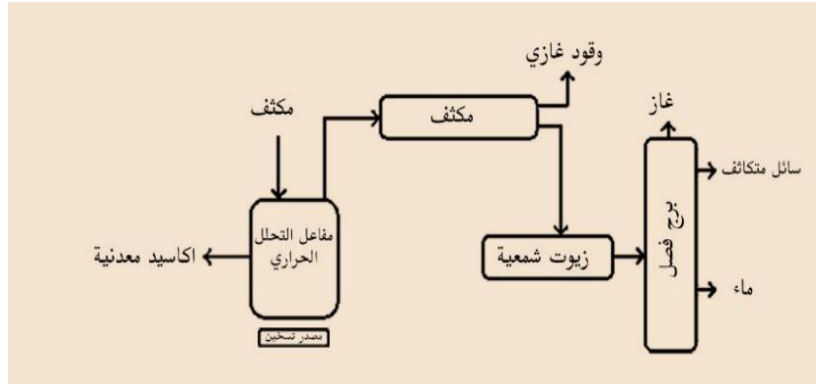 وقود غازي
مكثف
مكثف
غاز
سائل متكاثف
برج فصل
مفاعل التحلل
الحراري
اكاسيد معدنية
زيوت شمعية
ماء
مصدر تسخين